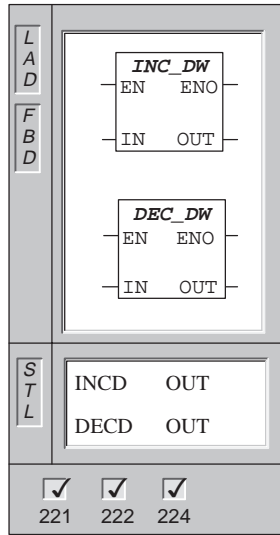 LAD
FBD
INC_DW
EN ENO
IN OUT
DEC_DW
EN ENO
IN OUT
STL
INCD OUT
DECD OUT
221 222 224